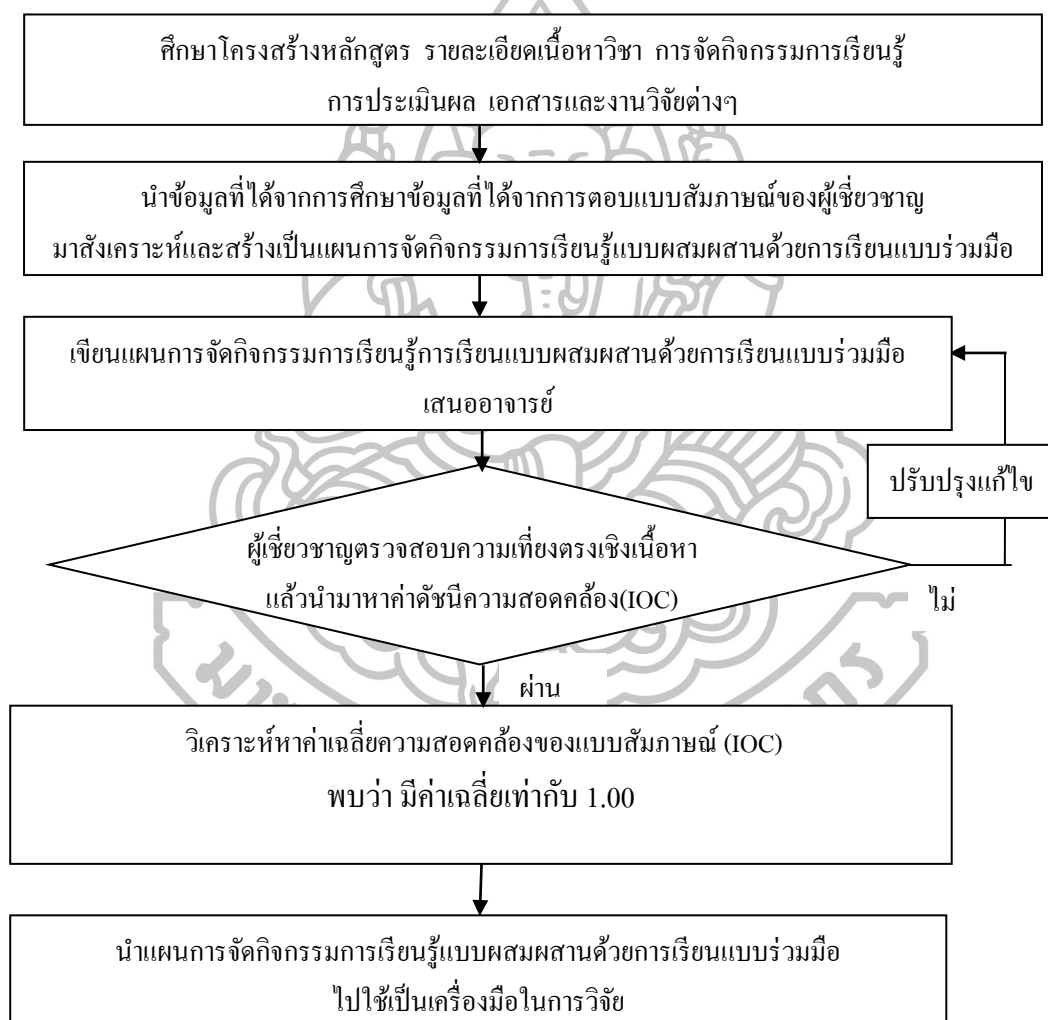 ศึกษาโครงสร้างหลักสูตร รายละเอียดเนื้อหาวิชา การจัดกิจกรรมการเรียนรู้
การประเมินผล เอกสารและงานวิจัยต่างๆ
นำข้อมูลที่ได้จากการศึกษาข้อมูลที่ได้จากการตอบแบบสัมภาษณ์ของผู้เชี่ยวชาญ
มาสังเคราะห์และสร้างเป็นแผนการจัดกิจกรรมการเรียนรู้แบบผสมผสานด้วยการเรียนแบบร่วมมือ
เขียนแผนการจัดกิจกรรมการเรียนรู้การเรียนแบบผสมผสานด้วยการเรียนแบบร่วมมือ
เสนออาจารย์
ปรับปรุงแก้ไข
ผู้เชี่ยวชาญตรวจสอบความเที่ยงตรงเชิงเนื้อหา
แล้วนำมาหาค่าดัชนีความสอดคล้อง(IOC)
ไม่
ผ่าน
วิเคราะห์หาค่าเฉลี่ยความสอดคล้องของแบบสัมภาษณ์ (IOC)
พบว่า มีค่าเฉลี่ยเท่ากับ 1.00
นำแผนการจัดกิจกรรมการเรียนรู้แบบผสมผสานด้วยการเรียนแบบร่วมมือ
ไปใช้เป็นเครื่องมือในการวิจัย